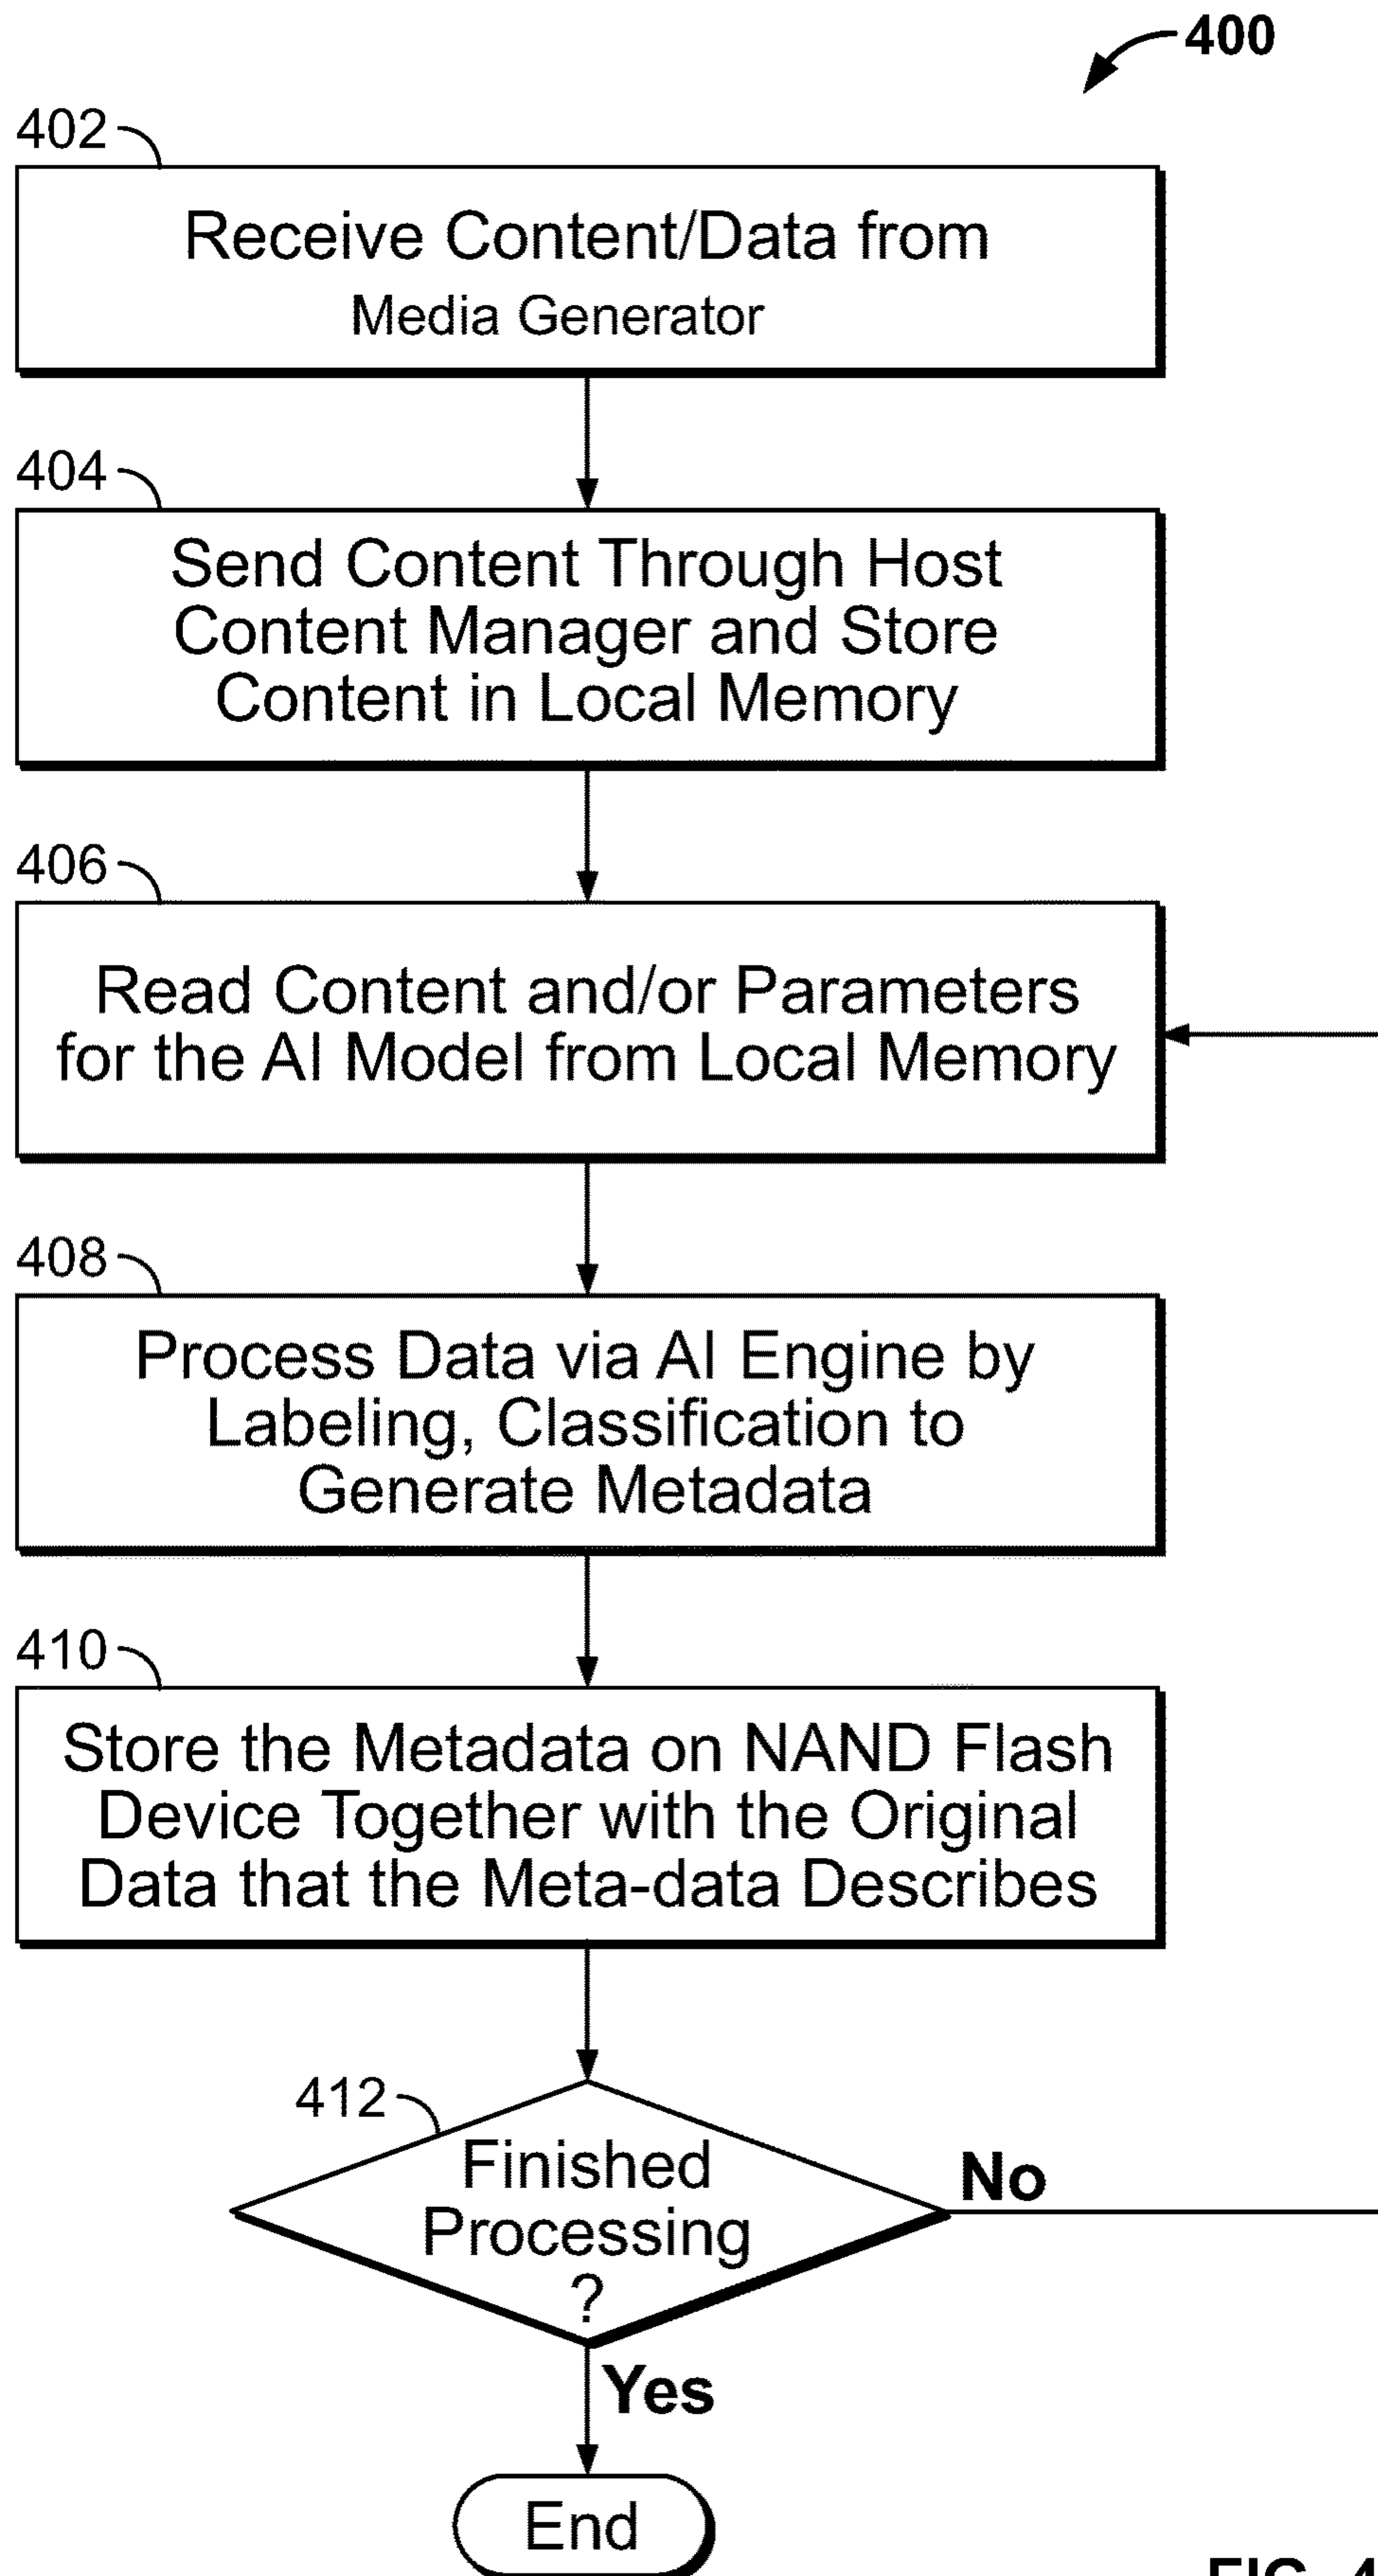 400
402
Receive Content/Data from
Media Generator
404
Send Content Through Host
Content Manager and Store
Content in Local Memory
406
Read Content and/or Parameters
for the AI Model from Local Memory
408
Process Data via AI Engine by
Labeling, Classification to
Generate Metadata
410
Store the Metadata on NAND Flash
Device Together with the Original
Data that the Meta-data Describes
412
Finished
Processing
?
No
Yes
End
FIG. 4